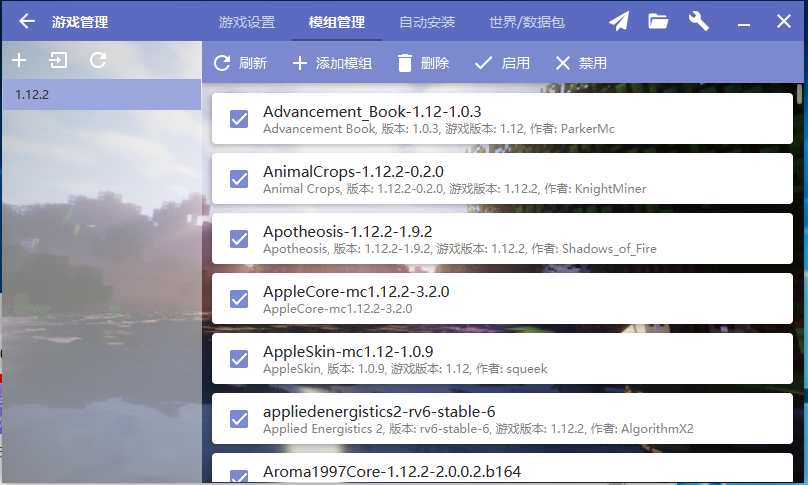 游戏管理
游戏设置 模组管理 自动安装 世界/数据包
刷新 添加模组 删除 启用 禁用
1.12.2
Advancement_Book-1.12-1.0.3
Advancement Book, 版本: 1.0.3, 游戏版本: 1.12, 作者: ParkerMc
AnimalCrops-1.12.2-0.2.0
Animal Crops, 版本: 1.12.2-0.2.0, 游戏版本: 1.12.2, 作者: KnightMiner
Apotheosis-1.12.2-1.9.2
Apotheosis, 版本: 1.12.2-1.9.2, 游戏版本: 1.12.2, 作者: Shadows_of_Fire
AppleCore-mc1.12.2-3.2.0
AppleCore-mc1.12.2-3.2.0
AppleSkin-mc1.12-1.0.9
AppleSkin, 版本: 1.0.9, 游戏版本: 1.12, 作者: squeek
appliedenergistics2-rv6-stable-6
Applied Energistics 2, 版本: rv6-stable-6, 游戏版本: 1.12.2, 作者: AlgorithmX2
Aroma1997Core-1.12.2-2.0.0.2.b164